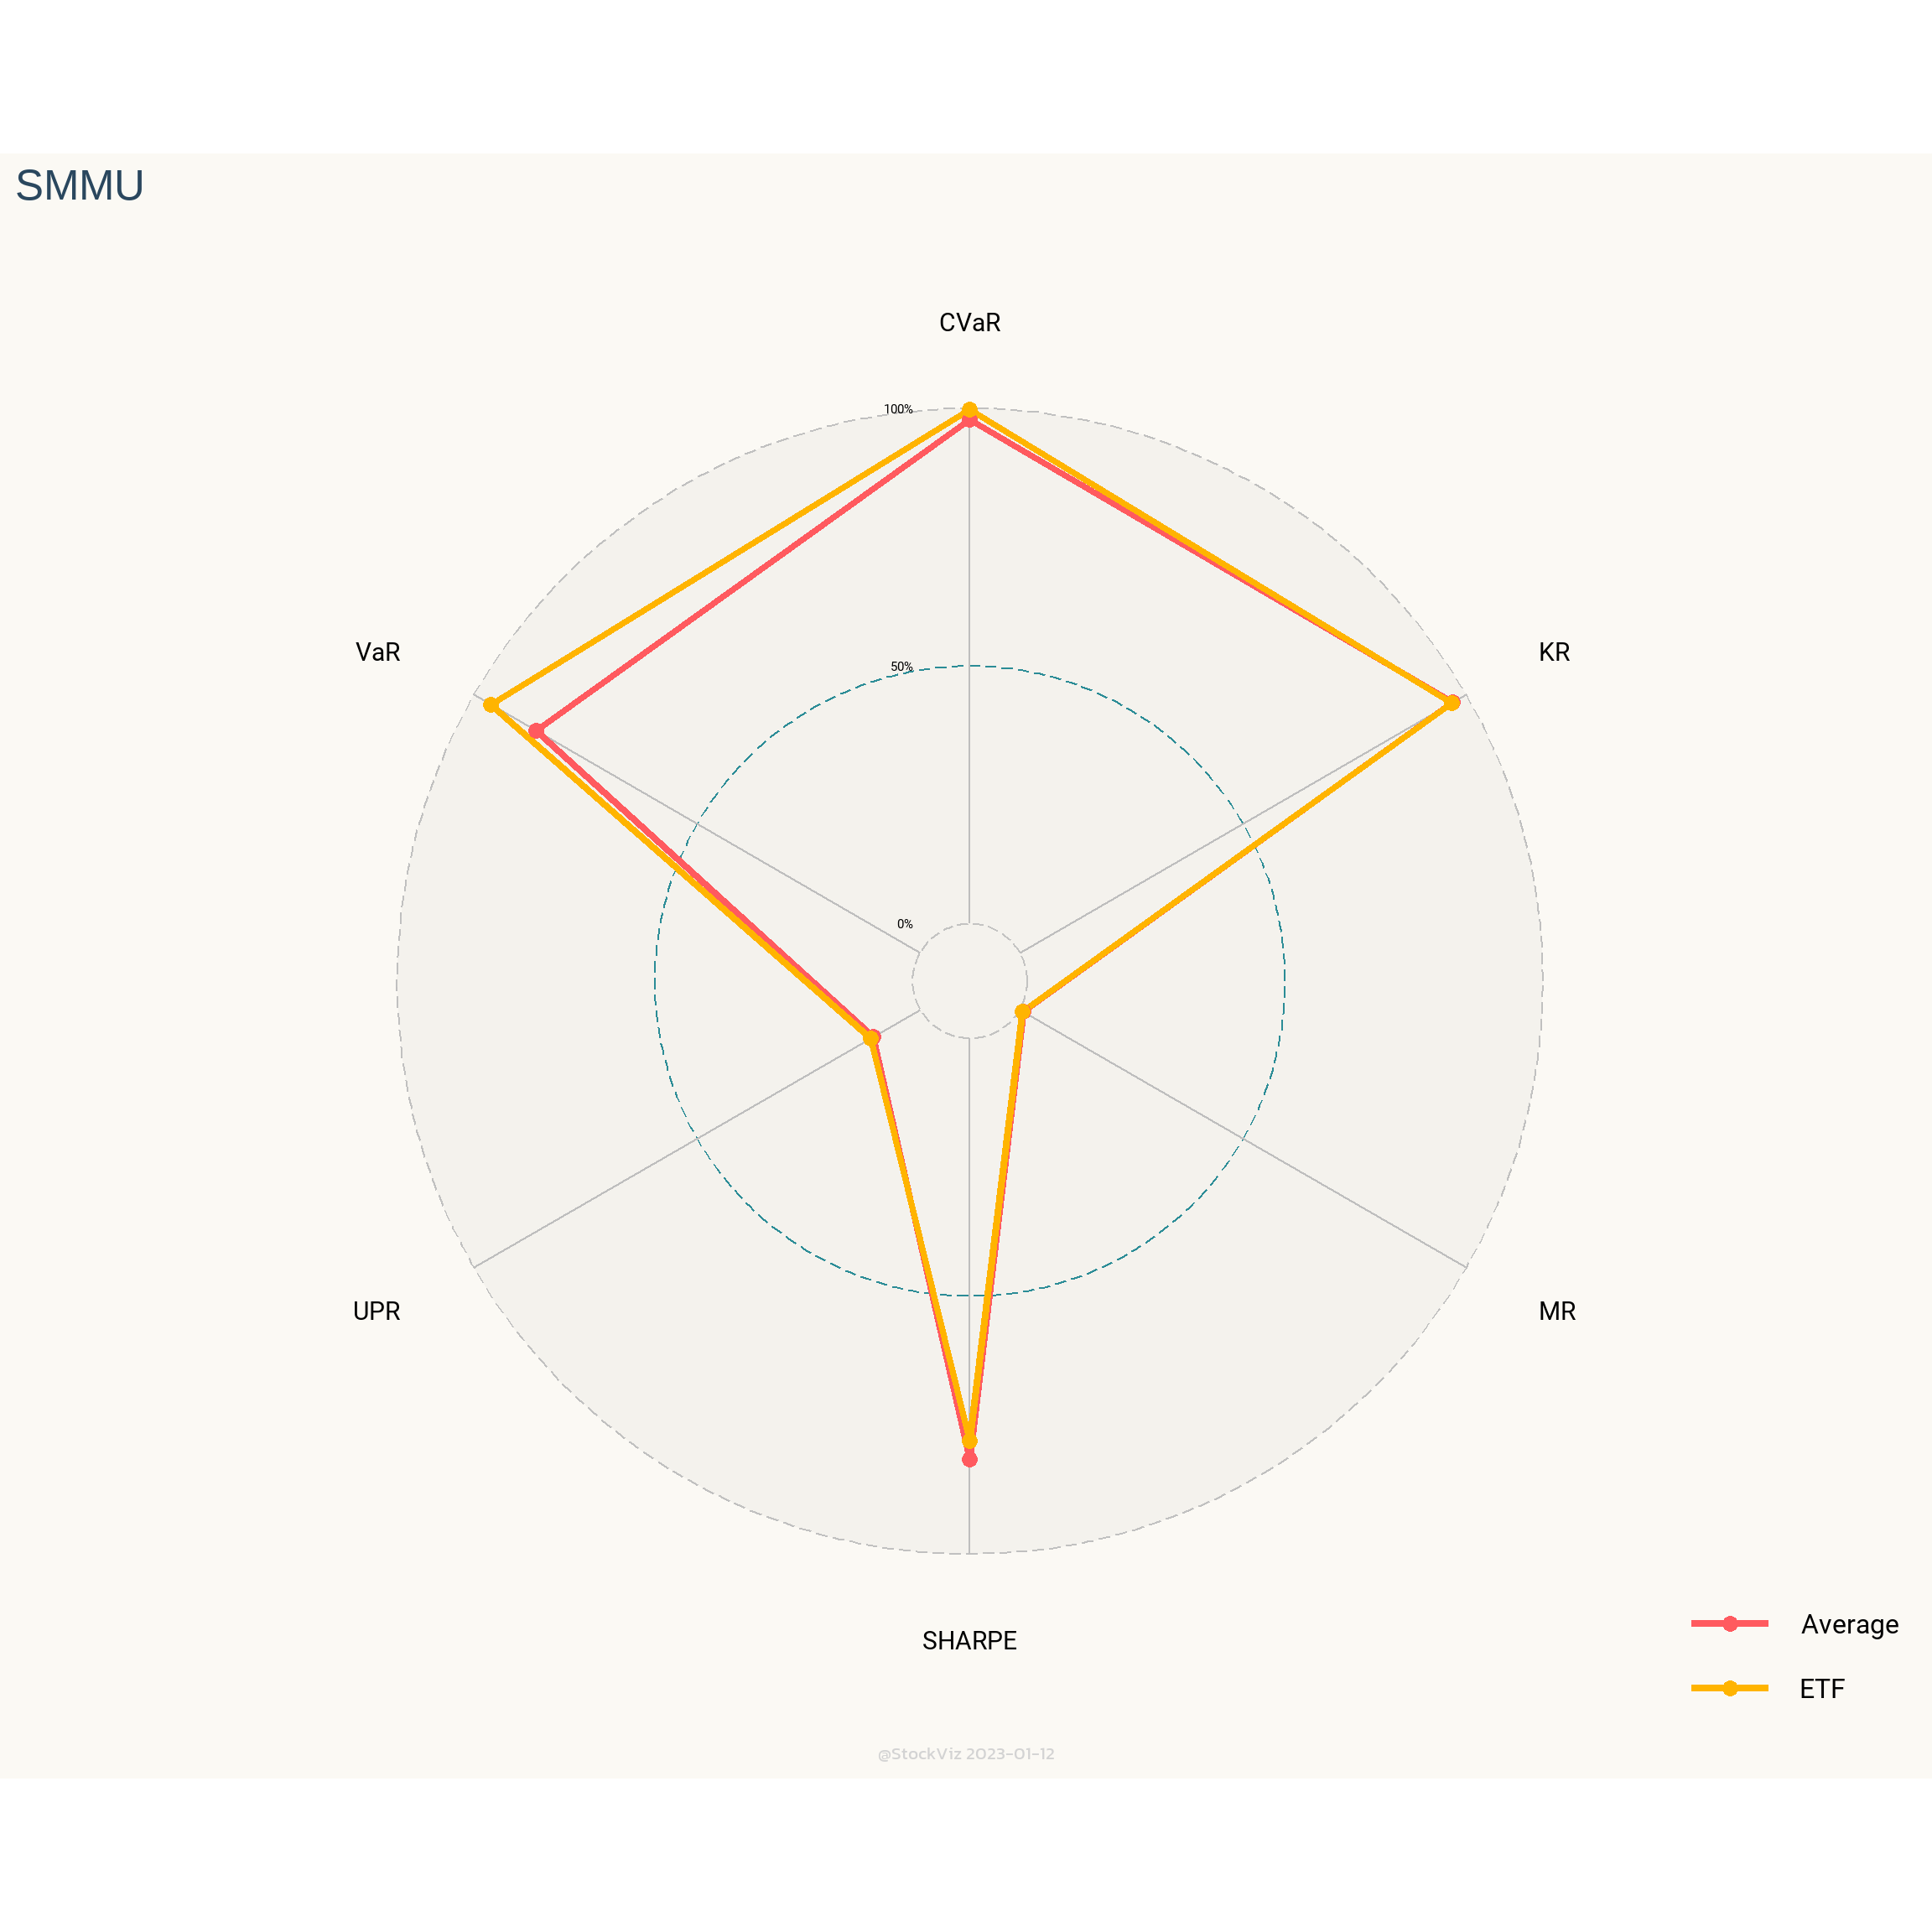 SMMU
CVaR
100%
KR
VaR
50%
0%
UPR
MR
SHARPE
Average
ETF
@StockViz 2023-01-12